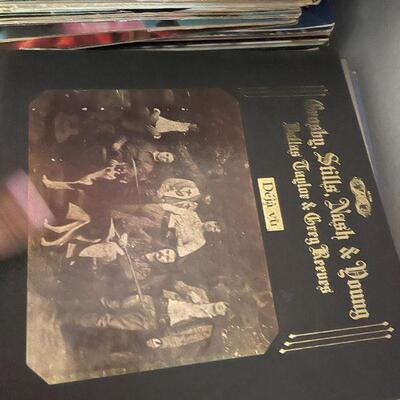 Crosby, Stills, Nash & Young
Dallas Taylor & Greg Reeves
Déjà vu